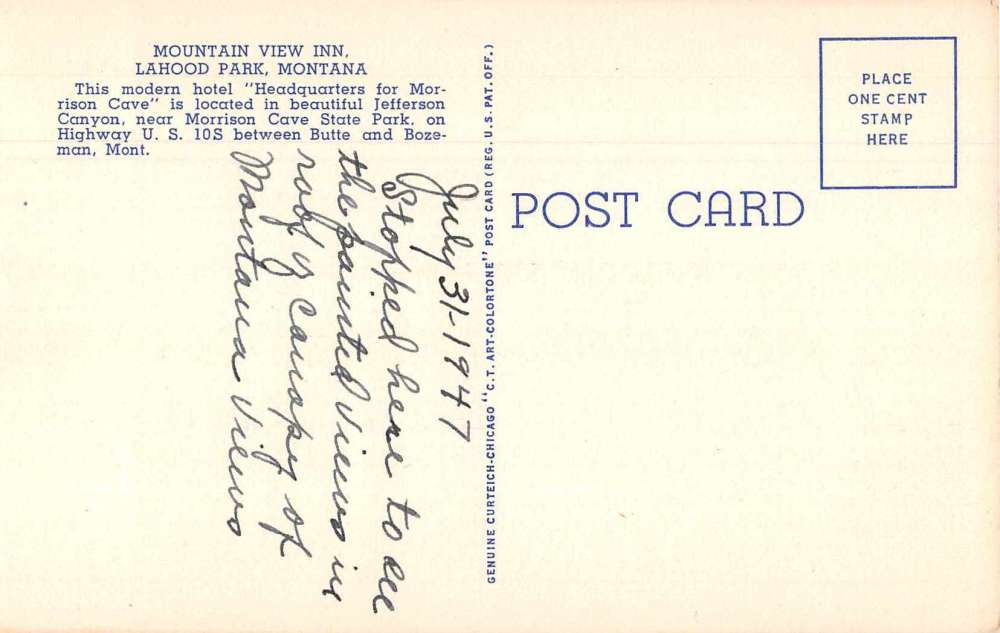 MOUNTAIN VIEW INN,
LAHOOD PARK, MONTANA
This modern hotel "Headquarters for Mor-
rison Cave" is located in beautiful Jefferson
Canyon, near Morrison Cave State Park, on
Highway U. S. 10S between Butte and Boze-
man, Mont.
July 31-1947
Stopped here to see
the painted views in
roof y canopy of
Montana Views
GENUINE CURTEICH-CHICAGO "C.T. ART-COLORTONE" POST CARD (REG. U.S. PAT. OFF.)
POST CARD
PLACE
ONE CENT
STAMP
HERE